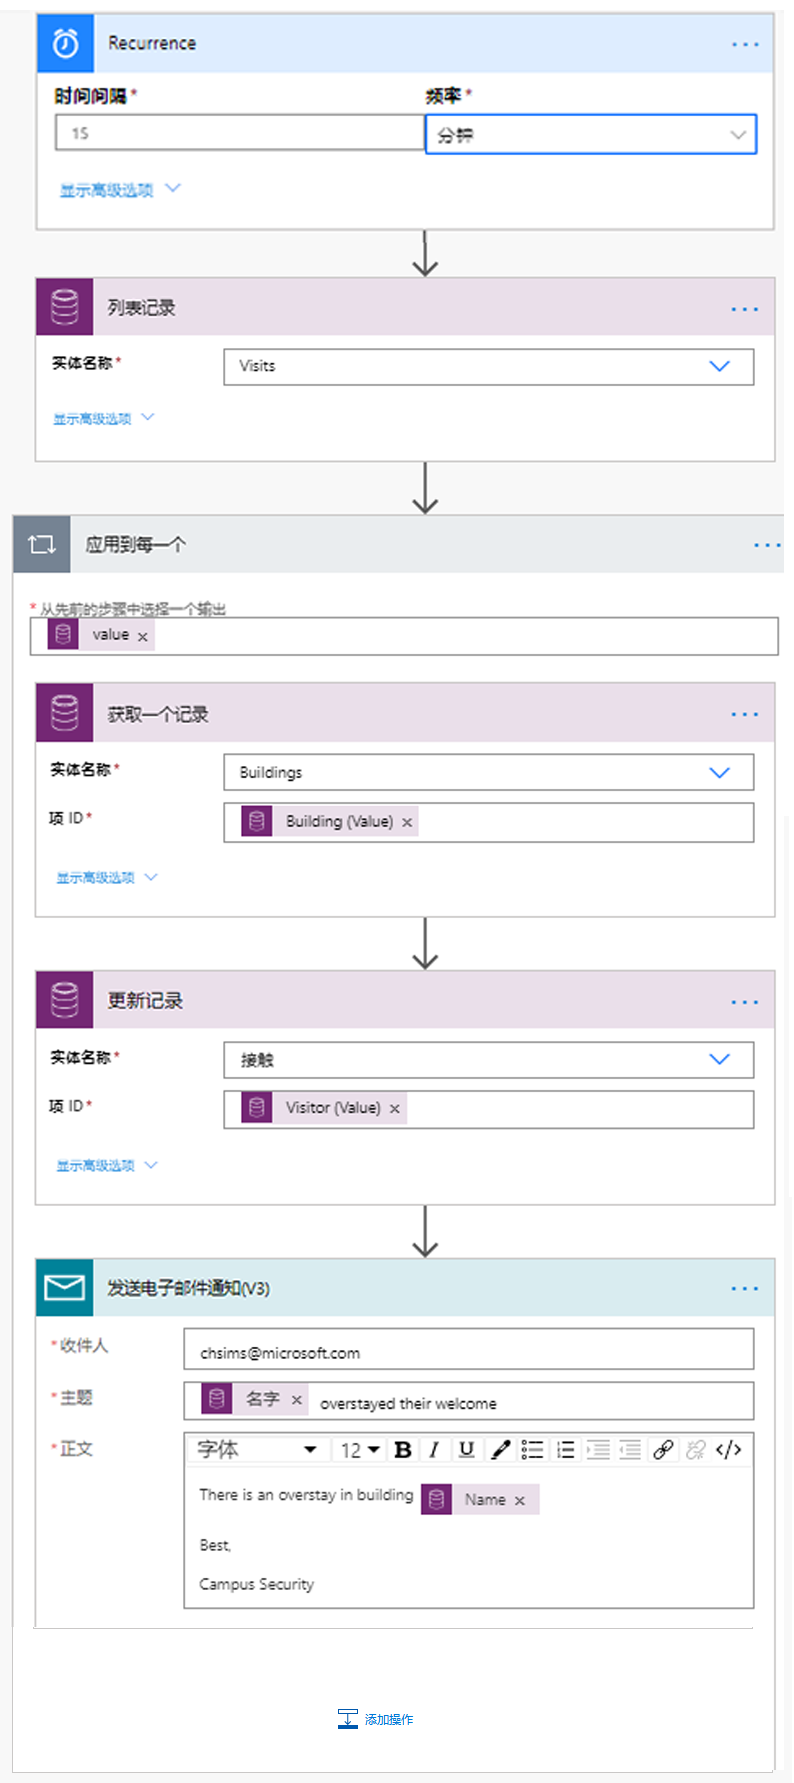 Recurrence
时间间隔 * 频率 *
15 分钟
显示高级选项
列表记录
实体名称 * Visits
显示高级选项
应用到每一个
* 从先前的步骤中选择一个输出
value ×
获取一个记录
实体名称 * Buildings
项 ID * Building (Value) ×
显示高级选项
更新记录
实体名称 * 接触
项 ID * Visitor (Value) ×
显示高级选项
发送电子邮件通知(V3)
* 收件人 chsims@microsoft.com
* 主题 名字 × overstayed their welcome
* 正文 字体 12 B I U </>
There is an overstay in building Name ×
Best,
Campus Security
添加操作